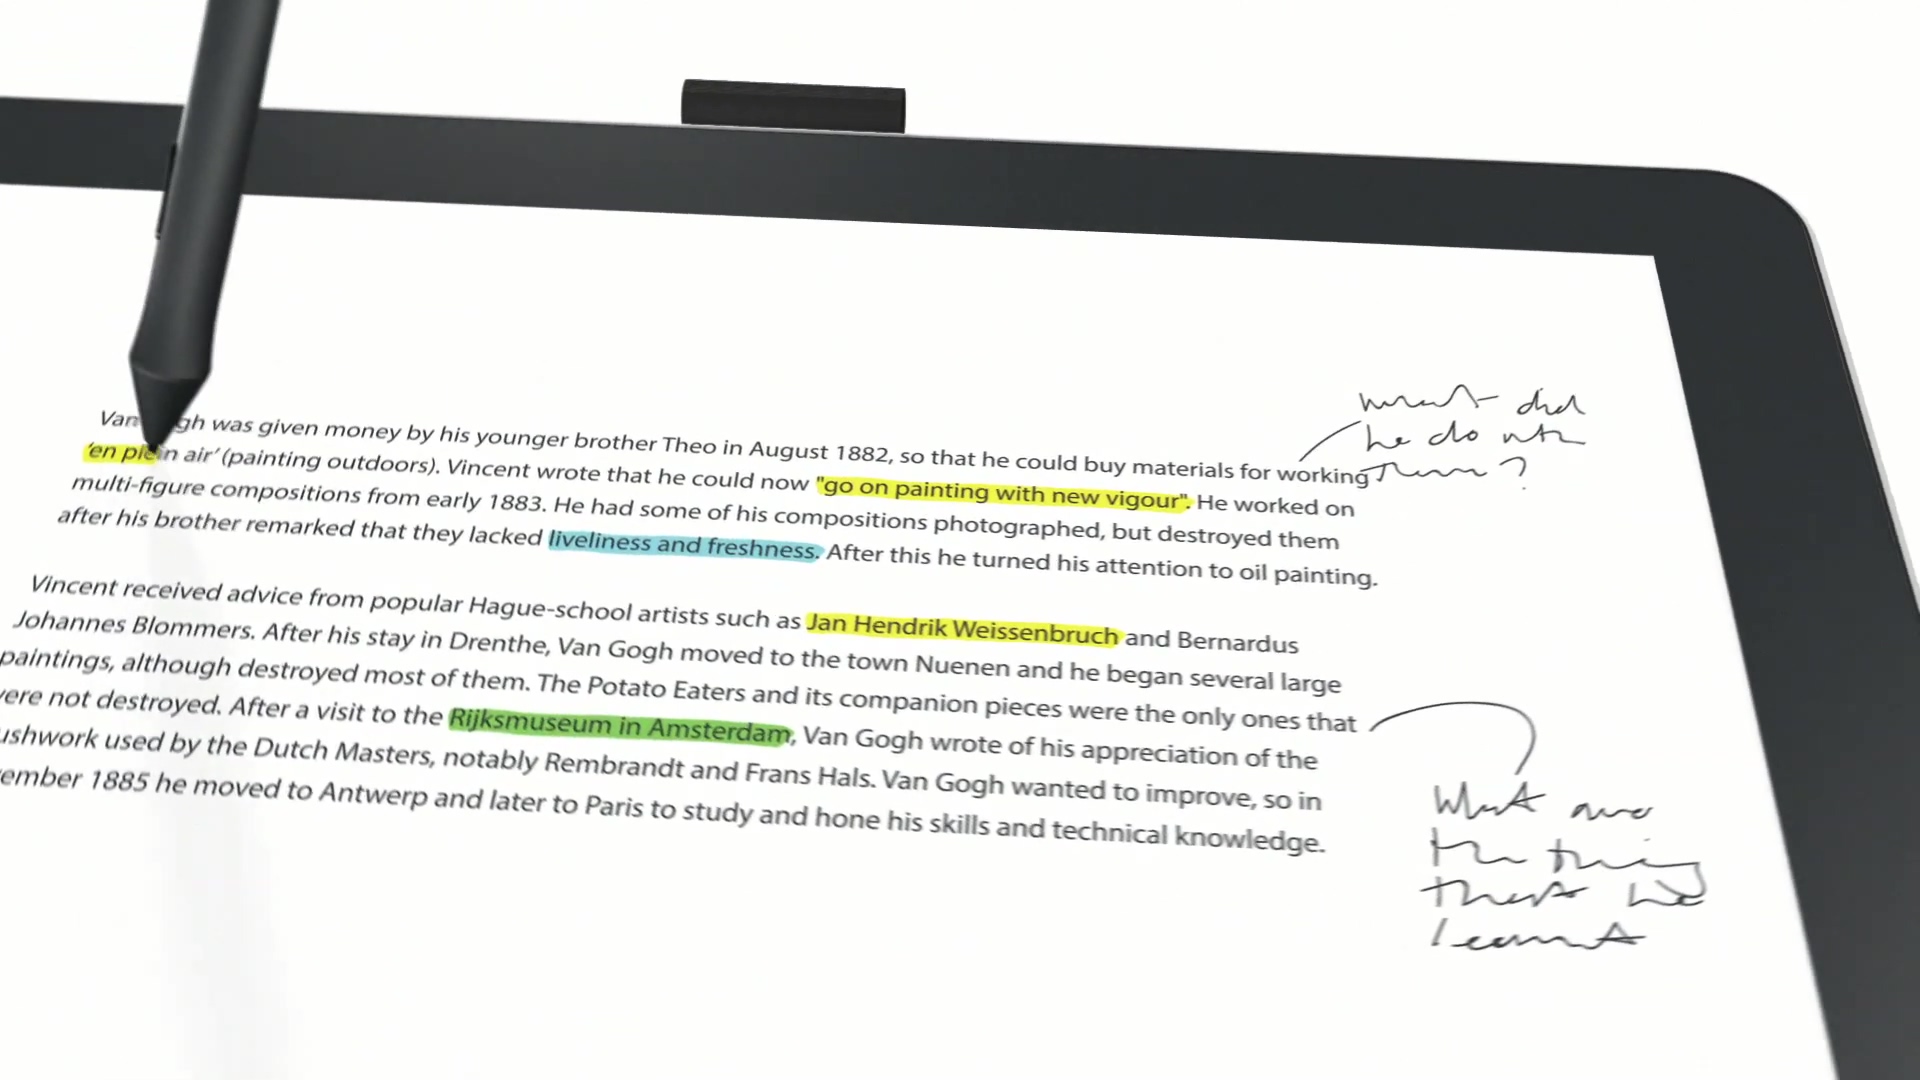 Van Gogh was given money by his younger brother Theo in August 1882, so that he could buy materials for working
'en plein air' (painting outdoors). Vincent wrote that he could now "go on painting with new vigour". He worked on
multi-figure compositions from early 1883. He had some of his compositions photographed, but destroyed them
after his brother remarked that they lacked liveliness and freshness. After this he turned his attention to oil painting.
Vincent received advice from popular Hague-school artists such as Jan Hendrik Weissenbruch and Bernardus
Johannes Blommers. After his stay in Drenthe, Van Gogh moved to the town Nuenen and he began several large
paintings, although destroyed most of them. The Potato Eaters and its companion pieces were the only ones that
were not destroyed. After a visit to the Rijksmuseum in Amsterdam, Van Gogh wrote of his appreciation of the
ushwork used by the Dutch Masters, notably Rembrandt and Frans Hals. Van Gogh wanted to improve, so in
ember 1885 he moved to Antwerp and later to Paris to study and hone his skills and technical knowledge.
what did
he do with
them?
What are
the things
that he
learnt